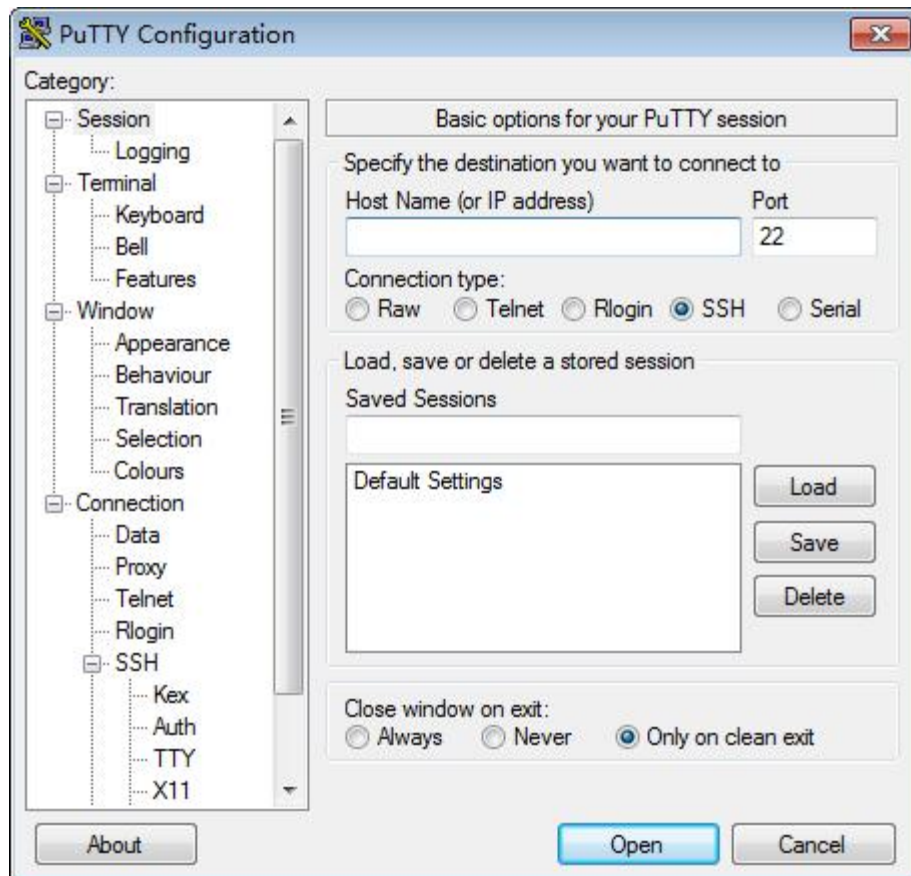 PuTTY Configuration
Category:
Session
Logging
Terminal
Keyboard
Bell
Features
Window
Appearance
Behaviour
Translation
Selection
Colours
Connection
Data
Proxy
Telnet
Rlogin
SSH
Kex
Auth
TTY
X11
Basic options for your PuTTY session
Specify the destination you want to connect to
Host Name (or IP address) Port
22
Connection type:
Raw Telnet Rlogin SSH Serial
Load, save or delete a stored session
Saved Sessions
Default Settings
Load
Save
Delete
Close window on exit:
Always Never Only on clean exit
About Open Cancel